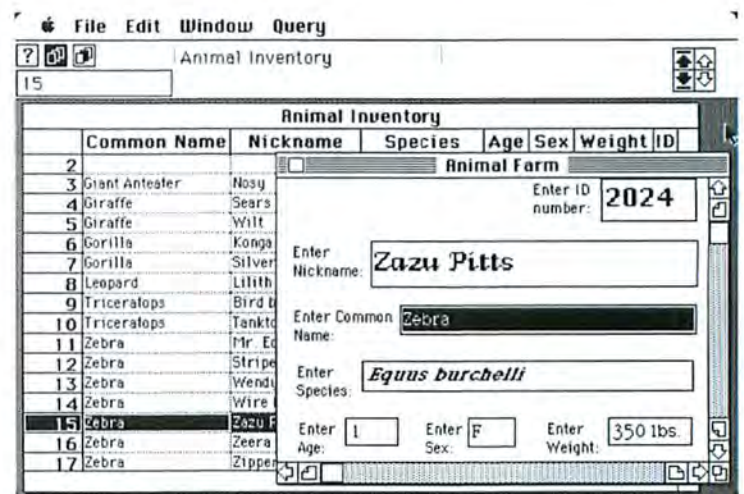 File Edit Window Query
? Animal Inventory
15
Animal Inventory
Common Name Nickname Species Age Sex Weight ID
2
3 Giant Anteater Nosy
4 Giraffe Sears
5 Giraffe Wilt
6 Gorilla Konga
7 Gorilla Silver
8 Leopard Lilith
9 Triceratops Bird b
10 Triceratops Tankto
11 Zebra Mr. Ed
12 Zebra Stripe
13 Zebra Wendy
14 Zebra Wire
15 Zebra Zazu P
16 Zebra Zeera
17 Zebra Zipper
Animal Farm
Enter ID number: 2024
Enter Nickname: Zazu Pitts
Enter Common Name: Zebra
Enter Species: Equus burchelli
Enter Age: 1 Enter Sex: F Enter Weight: 350 lbs.